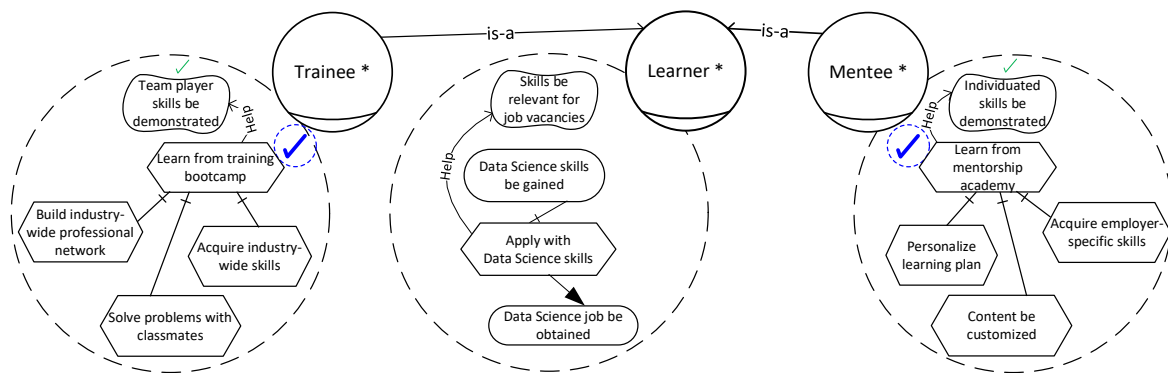 is-a
is-a
Trainee *
Learner *
Mentee *
Team player
skills be
demonstrated
Help
Learn from training
bootcamp
Build industry-
wide professional
network
Acquire industry-
wide skills
Solve problems with
classmates
Skills be
relevant for
job vacancies
Help
Data Science skills
be gained
Apply with
Data Science skills
Data Science job be
obtained
Individuated
skills be
demonstrated
Help
Learn from
mentorship
academy
Personalize
learning plan
Acquire employer-
specific skills
Content be
customized